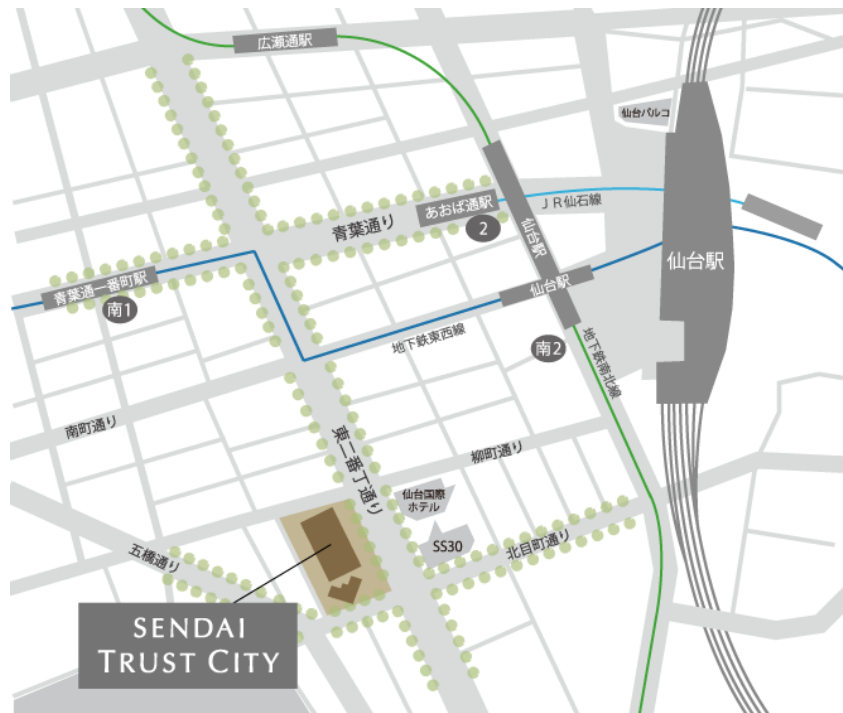 広瀬通駅
仙台パルコ
あおば通駅
2
仙台駅
JR仙石線
青葉通り
仙台駅
仙台駅
青葉通一番町駅
南1
地下鉄東西線
南2
地下鉄南北線
南町通り
東二番丁通り
柳町通り
仙台国際
ホテル
SS30
北目町通り
五橋通り
SENDAI
TRUST CITY